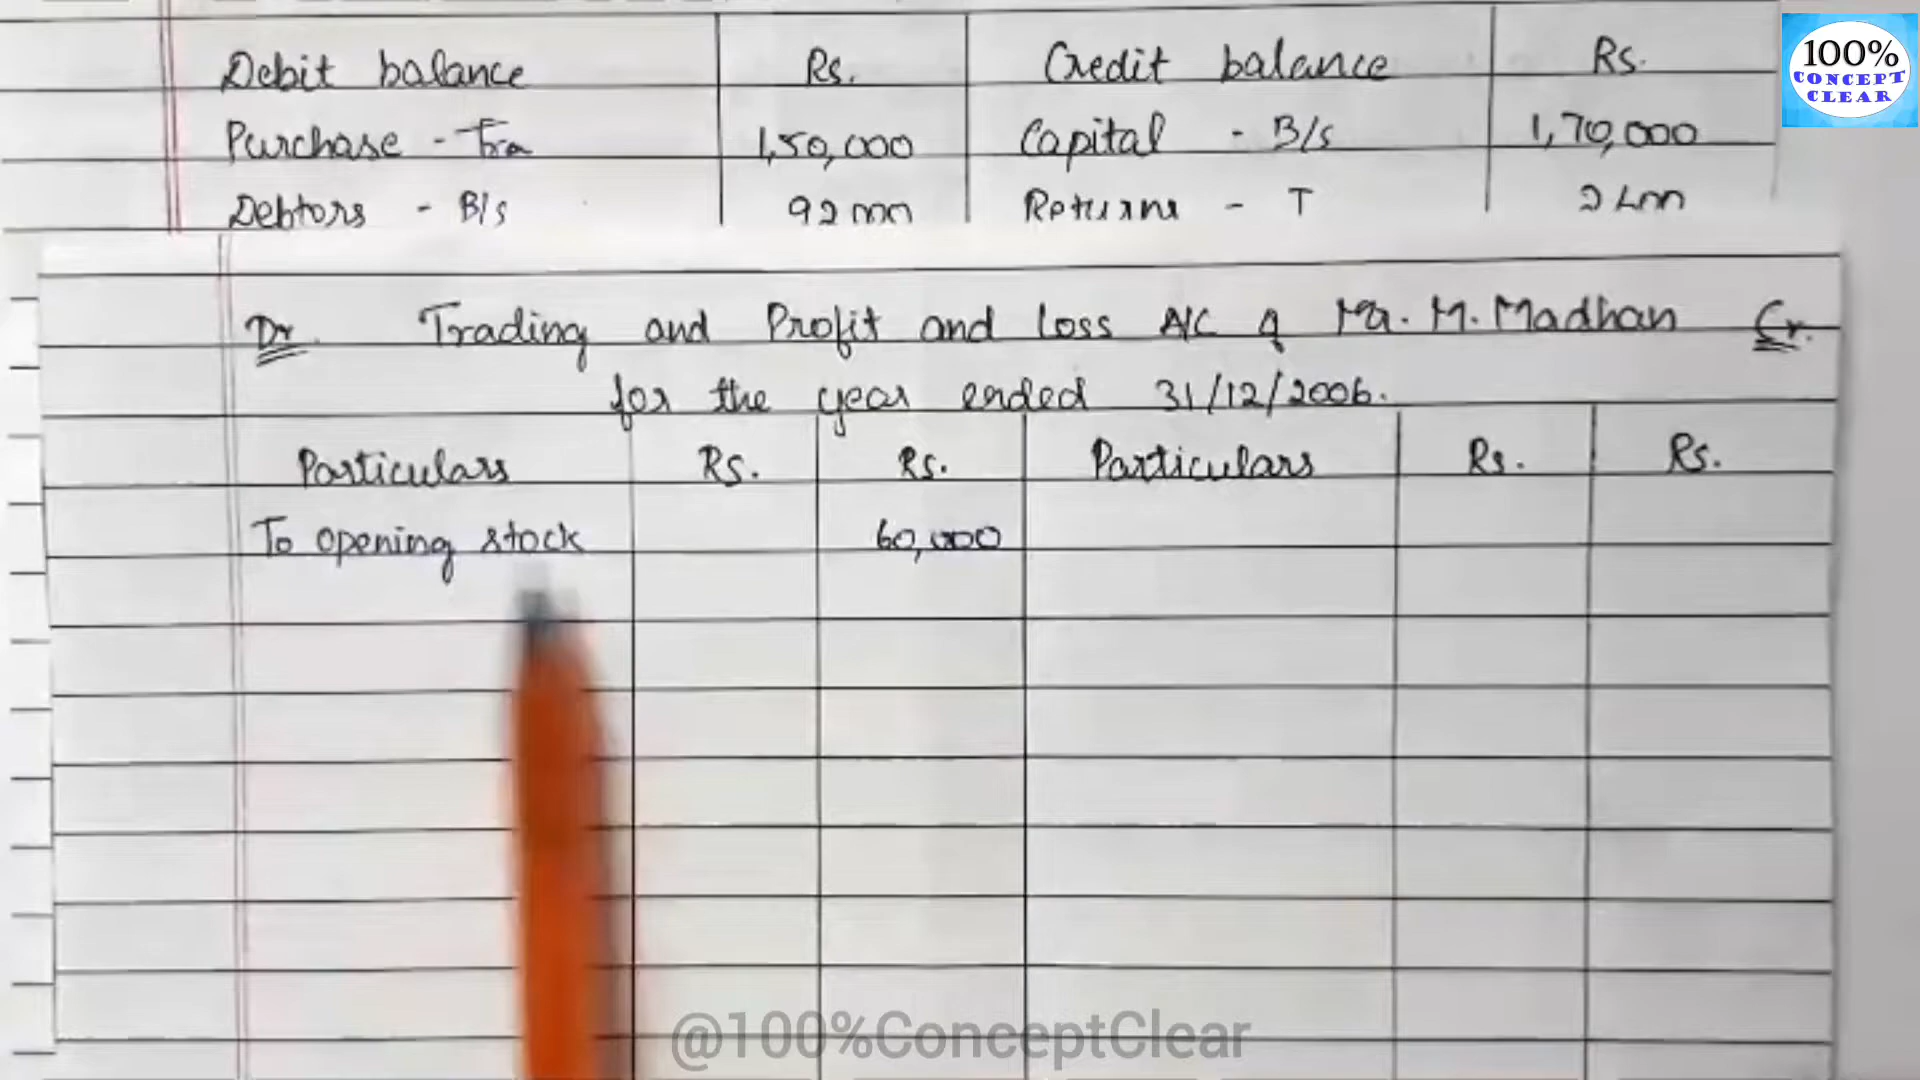 Debit balance Rs. Credit balance Rs.
Purchase - Tra 1,50,000 Capital - B/s 1,70,000
Debtors - B/s Returns - T
Dr. Trading and Profit and Loss A/C of Mr. M. Madhan Cr.
for the year ended 31/12/2006.
Particulars Rs. Rs. Particulars Rs. Rs.
To opening stock 60,000
100%
CONCEPT
CLEAR
@100%ConceptClear